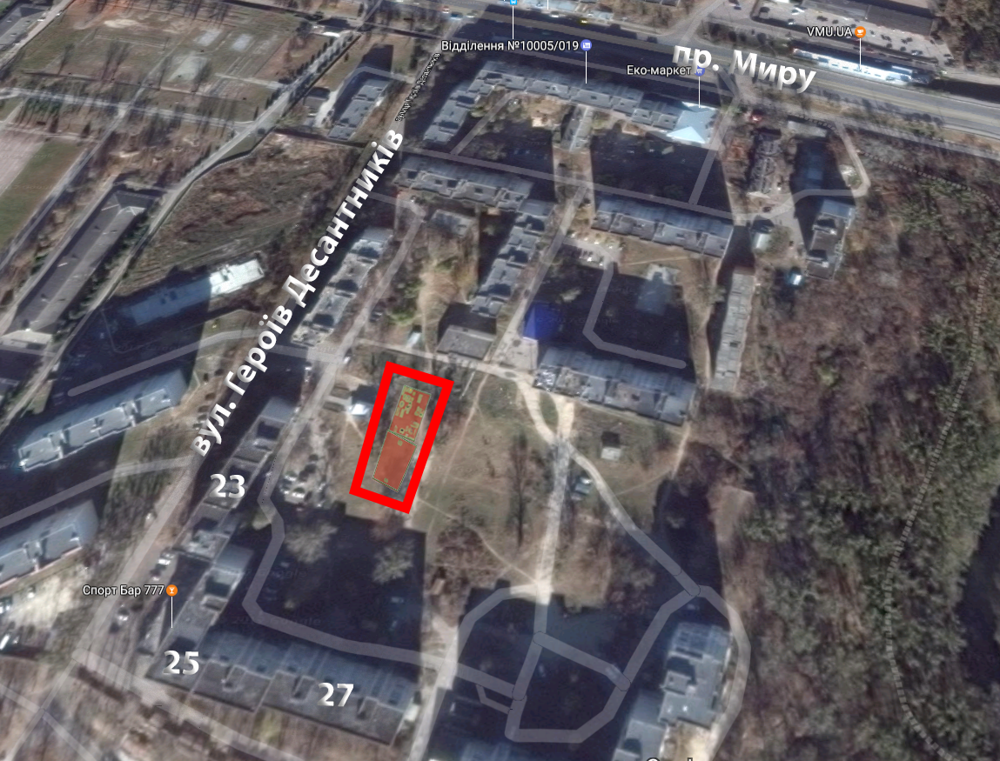 VMU.UA
Відділення №10005/019
пр. Миру
Еко-маркет
вул. Героїв Десантників
23
Спорт Бар 777
25
27